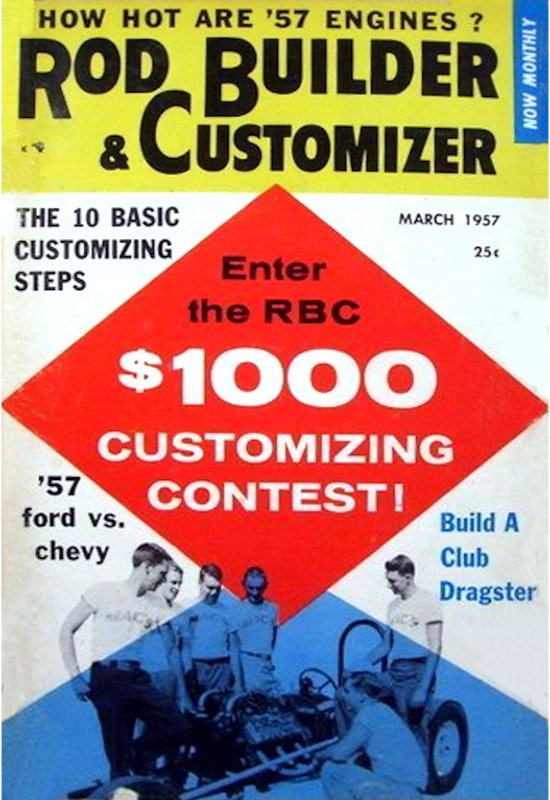 HOW HOT ARE '57 ENGINES ?
NOW MONTHLY
ROD BUILDER
& CUSTOMIZER
THE 10 BASIC
CUSTOMIZING
STEPS
MARCH 1957
25¢
Enter
the RBC
$1000
CUSTOMIZING
CONTEST!
'57
ford vs.
chevy
Build A
Club
Dragster